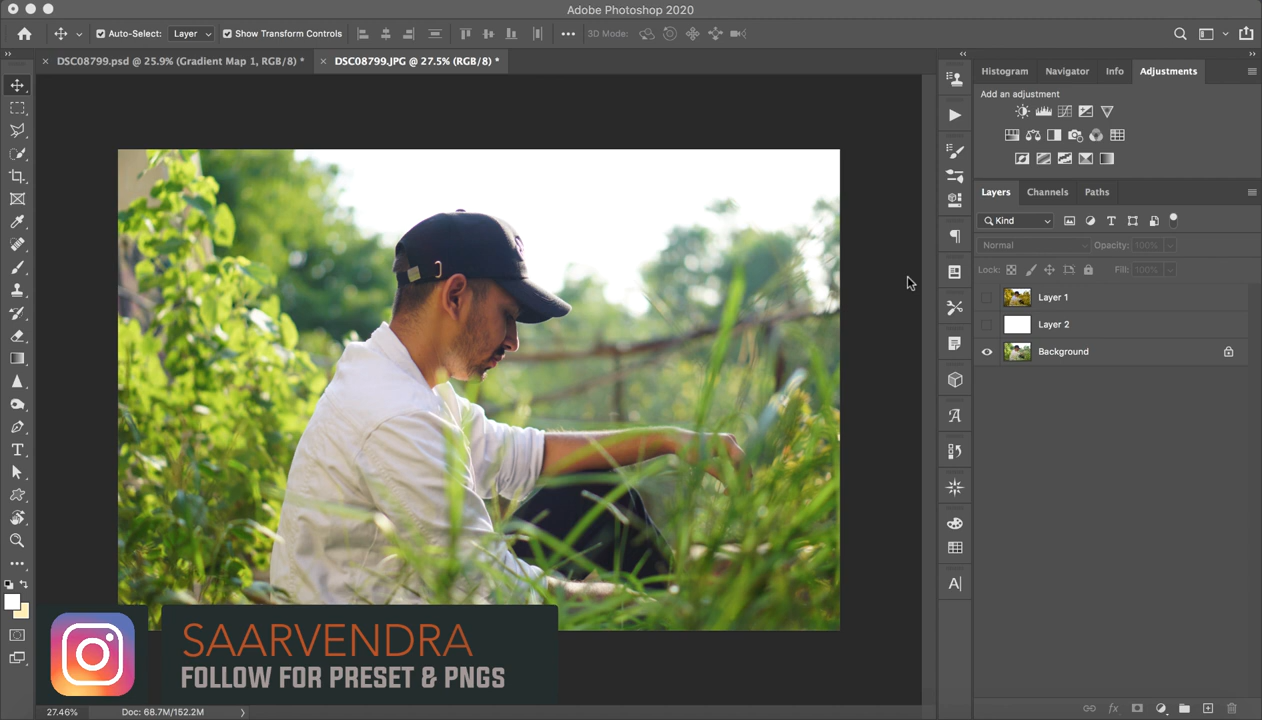 Adobe Photoshop 2020
Auto-Select: Layer Show Transform Controls 3D Mode:
DSC08799.psd @ 25.9% (Gradient Map 1, RGB/8) * DSC08799.JPG @ 27.5% (RGB/8) *
Histogram Navigator Info Adjustments
Add an adjustment
Layers Channels Paths
Kind
Normal Opacity: 100%
Lock: Fill: 100%
Layer 1
Layer 2
Background
SAARVENDRA
FOLLOW FOR PRESET & PNGS
27.46% Doc: 68.7M/152.2M